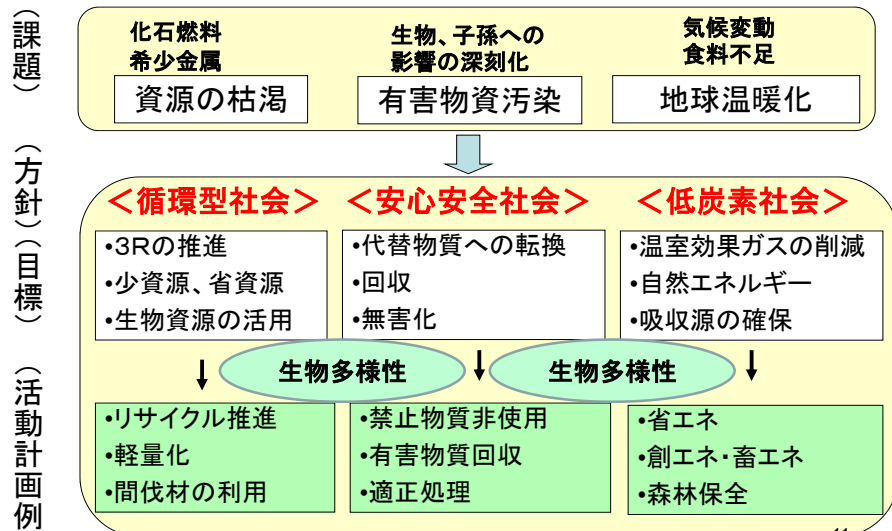 （課題）
化石燃料
希少金属
資源の枯渇
生物、子孫への
影響の深刻化
有害物資汚染
気候変動
食料不足
地球温暖化
（方針）（目標）
＜循環型社会＞
•３Rの推進
•少資源、省資源
•生物資源の活用
＜安心安全社会＞
•代替物質への転換
•回収
•無害化
＜低炭素社会＞
•温室効果ガスの削減
•自然エネルギー
•吸収源の確保
生物多様性
生物多様性
（活動計画例
•リサイクル推進
•軽量化
•間伐材の利用
•禁止物質非使用
•有害物質回収
•適正処理
•省エネ
•創エネ・畜エネ
•森林保全